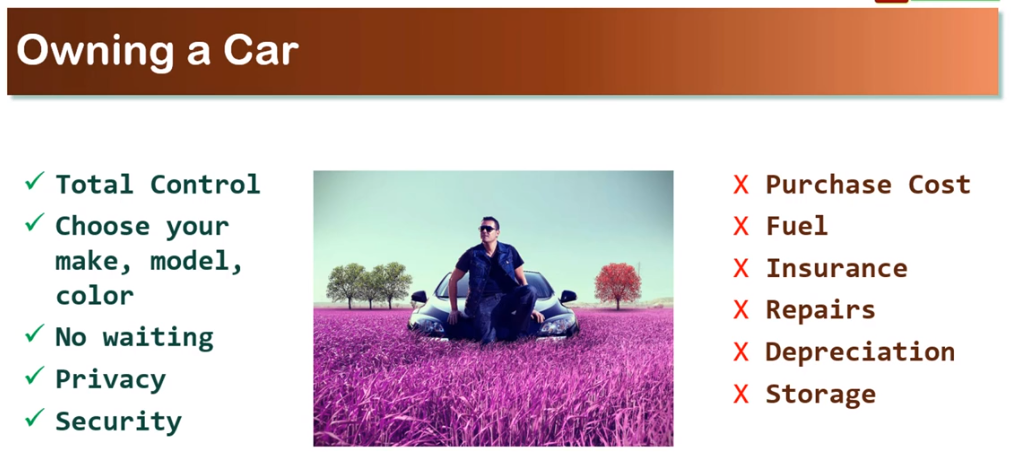 Owning a Car
✓ Total Control
✓ Choose your
make, model,
color
✓ No waiting
✓ Privacy
✓ Security
X Purchase Cost
X Fuel
X Insurance
X Repairs
X Depreciation
X Storage